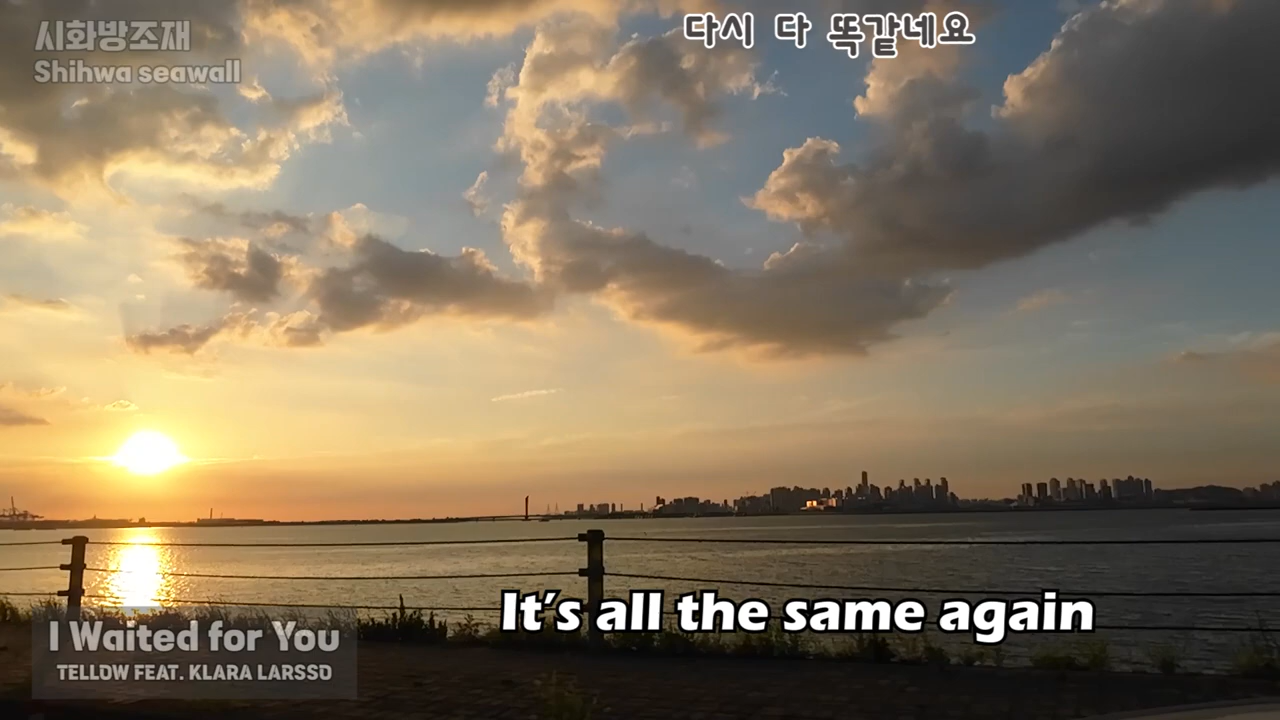 시화방조재
Shihwa seawall
다시 다 똑같네요
It's all the same again
I Waited for You
TELLOW FEAT. KLARA LARSSO